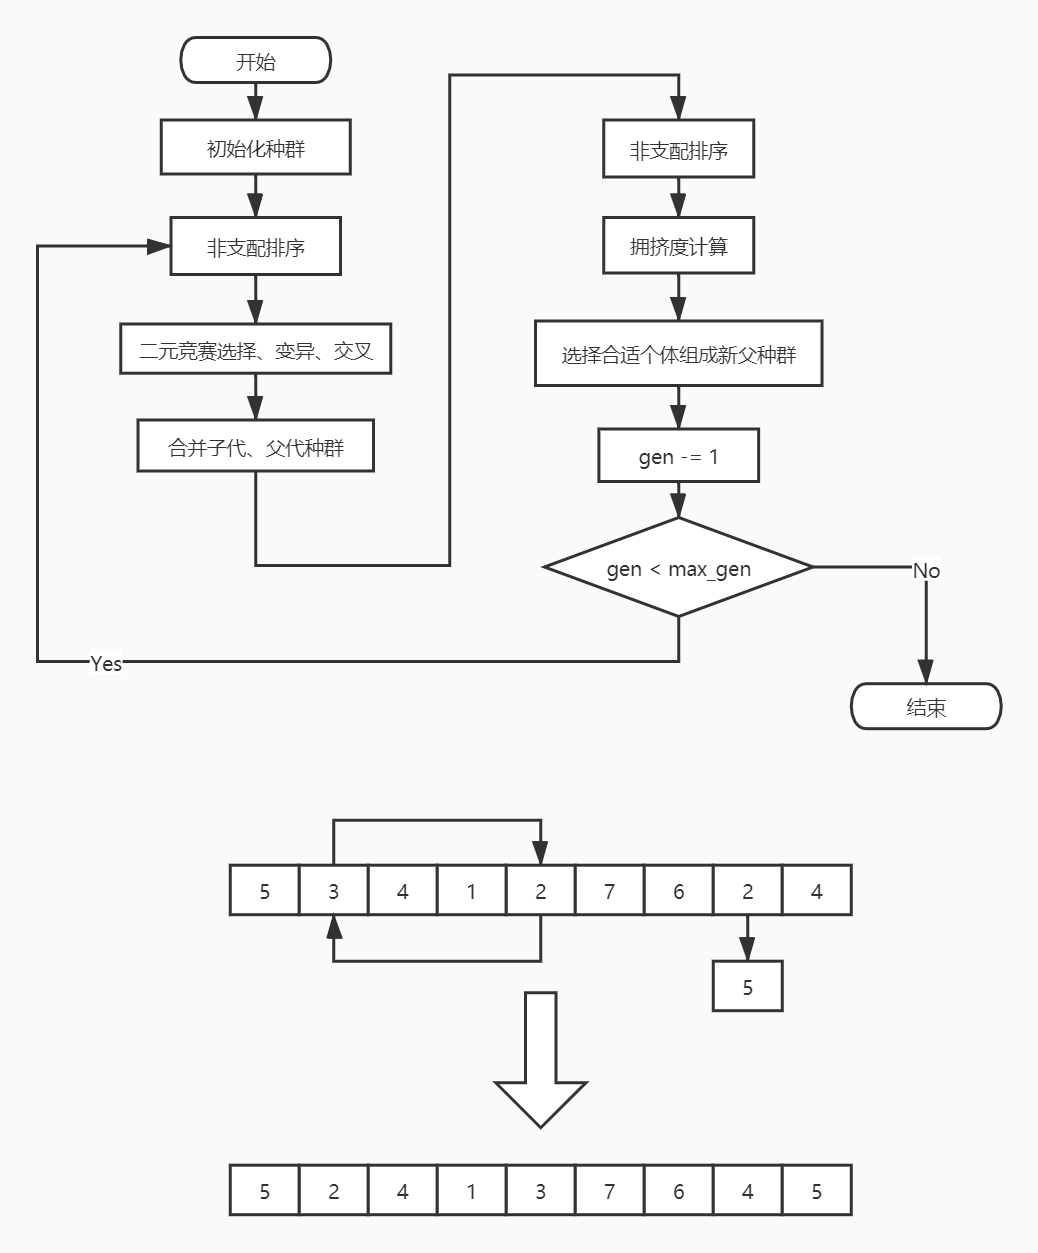 开始
初始化种群
非支配排序
二元竞赛选择、变异、交叉
合并子代、父代种群
非支配排序
拥挤度计算
选择合适个体组成新父种群
gen -= 1
gen < max_gen
No
Yes
结束
5 3 4 1 2 7 6 2 4
5
5 2 4 1 3 7 6 4 5